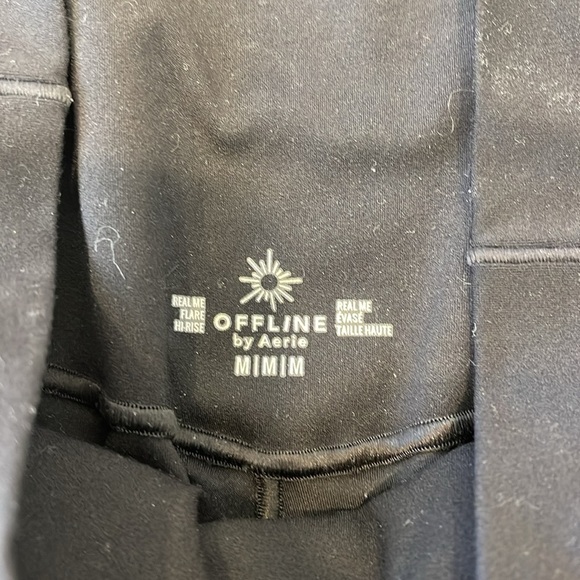 REAL ME
FLARE
HI-RISE
OFFLINE
by Aerie
M|M|M
REAL ME
ÉVASÉ
TAILLE HAUTE